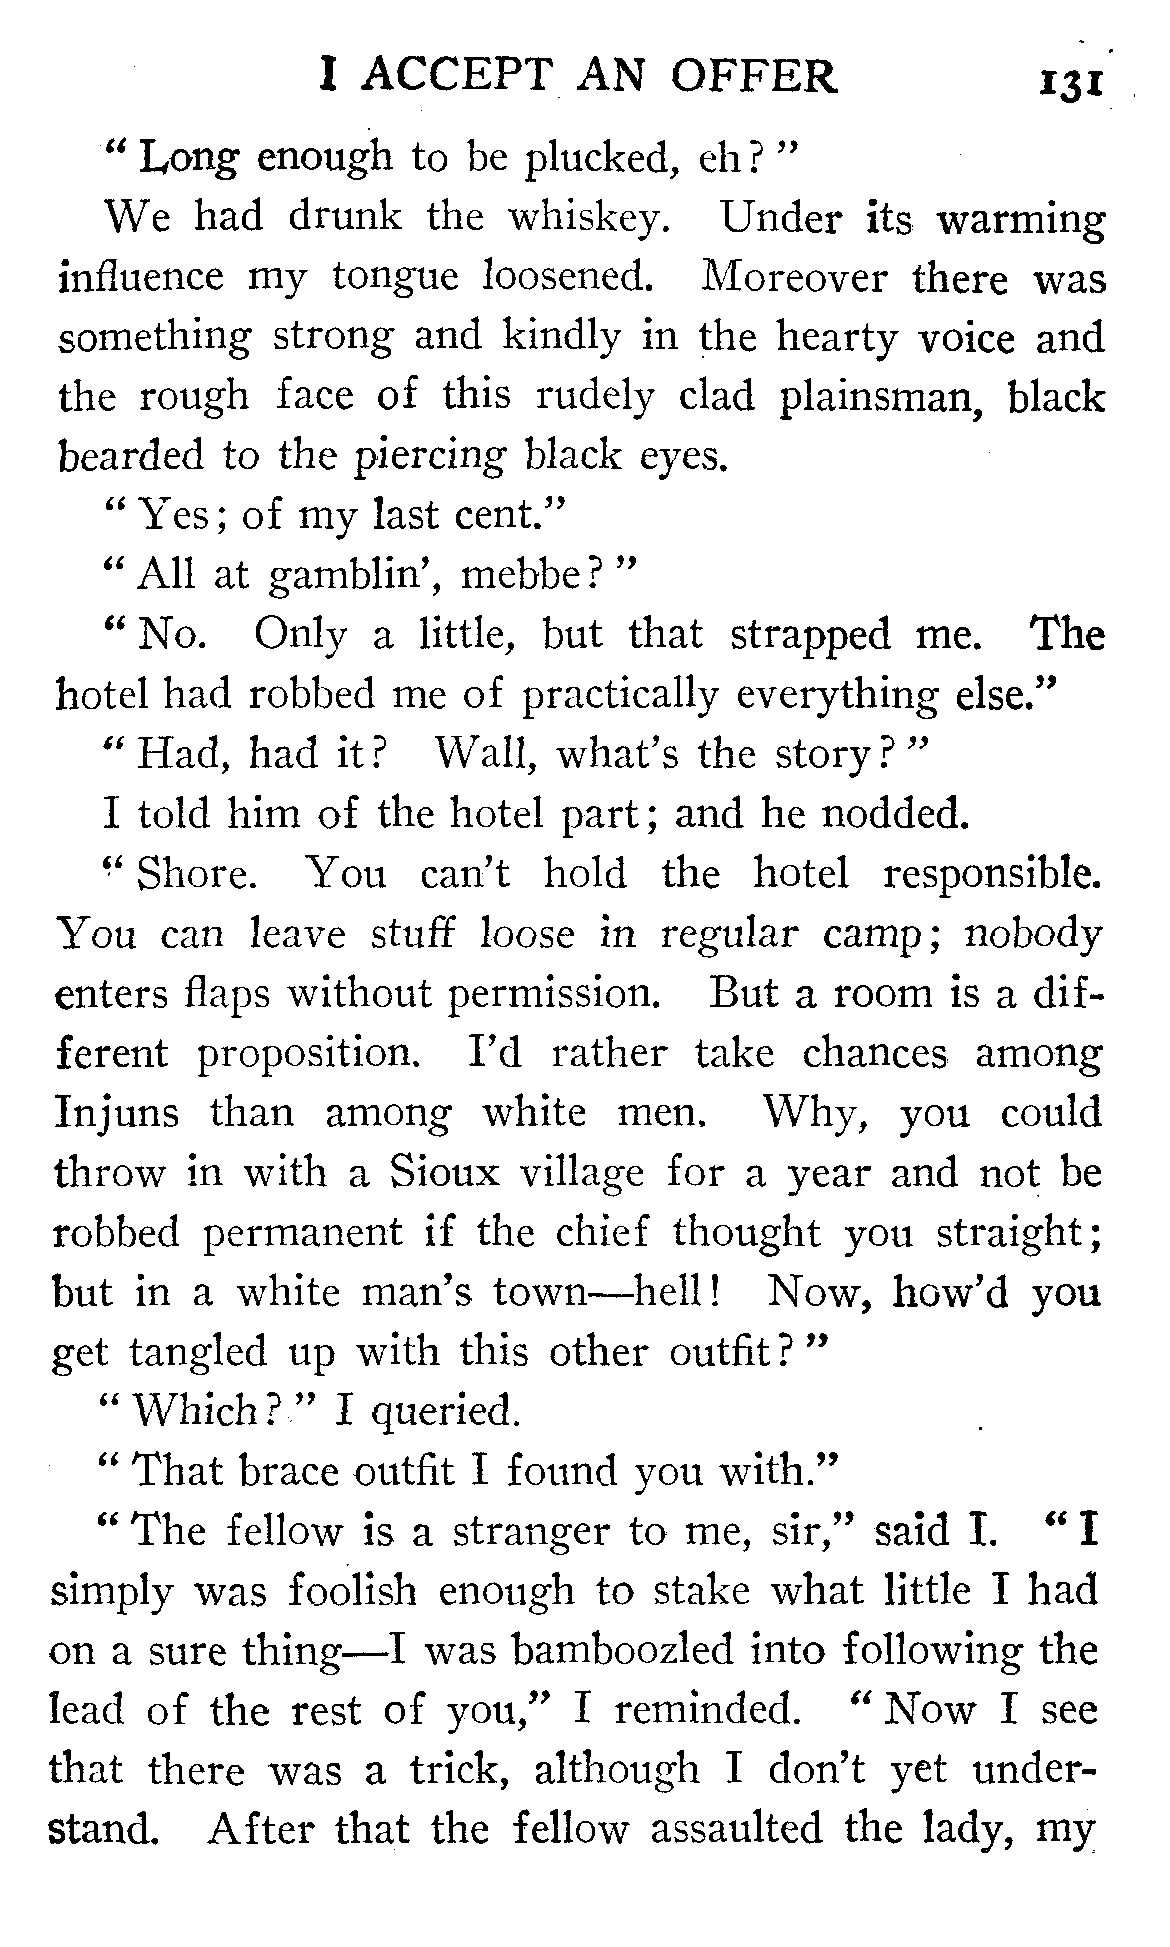 I ACCEPT AN OFFER 131
“ Long enough to be plucked, eh? ”
We had drunk the whiskey. Under its warming
influence my tongue loosened. Moreover there was
something strong and kindly in the hearty voice and
the rough face of this rudely clad plainsman, black
bearded to the piercing black eyes.
“ Yes; of my last cent.”
“ All at gamblin’, mebbe? ”
“ No. Only a little, but that strapped me. The
hotel had robbed me of practically everything else.”
“ Had, had it? Wall, what’s the story? ”
I told him of the hotel part; and he nodded.
“ Shore. You can’t hold the hotel responsible.
You can leave stuff loose in regular camp; nobody
enters flaps without permission. But a room is a dif-
ferent proposition. I’d rather take chances among
Injuns than among white men. Why, you could
throw in with a Sioux village for a year and not be
robbed permanent if the chief thought you straight;
but in a white man’s town—hell! Now, how’d you
get tangled up with this other outfit? ”
“ Which? ” I queried.
“ That brace outfit I found you with.”
“ The fellow is a stranger to me, sir,” said I. “ I
simply was foolish enough to stake what little I had
on a sure thing—I was bamboozled into following the
lead of the rest of you,” I reminded. “ Now I see
that there was a trick, although I don’t yet under-
stand. After that the fellow assaulted the lady, my